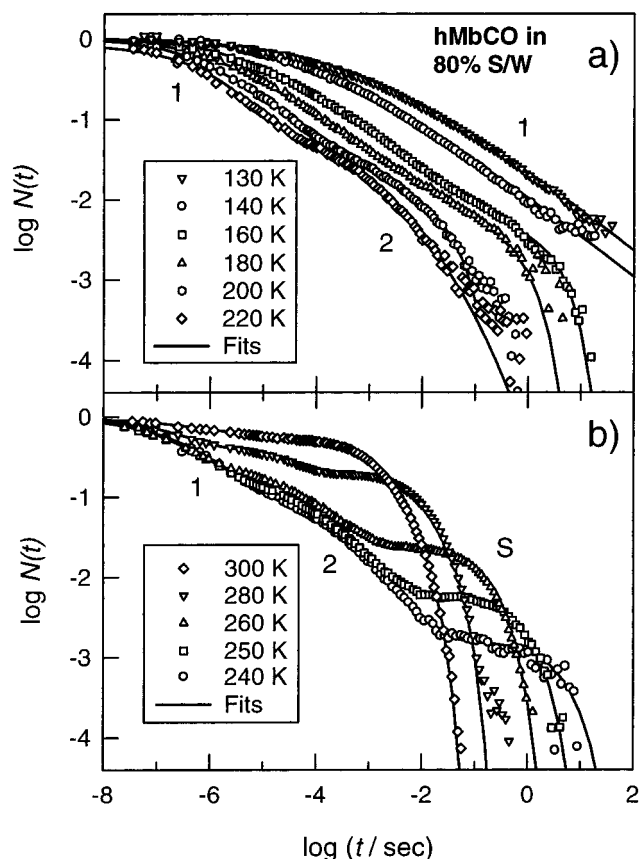 hMbCO in
80% S/W
a)
0
-1
-2
-3
-4
log N(t)
1
1
2
130 K
140 K
160 K
180 K
200 K
220 K
Fits
b)
0
-1
-2
-3
-4
log N(t)
1
2
S
300 K
280 K
260 K
250 K
240 K
Fits
-8 -6 -4 -2 0 2
log (t / sec)